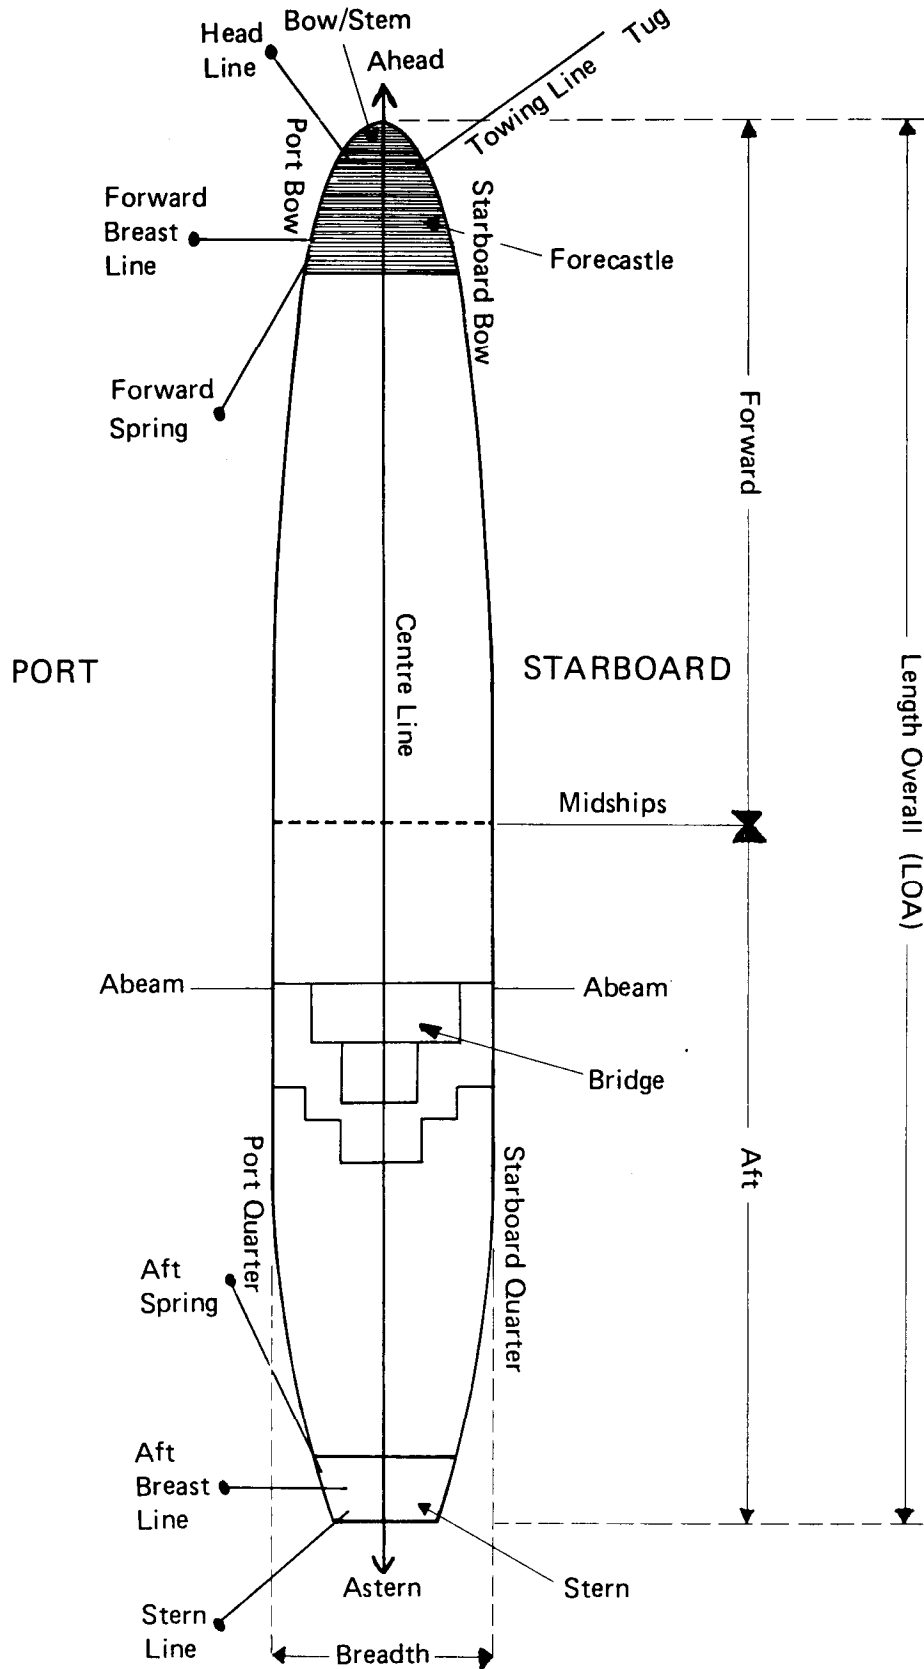 Bow/Stem
Head
Line
Ahead
Tug
Towing Line
Port Bow
Starboard Bow
Forward
Breast
Line
Forecastle
Forward
Spring
Forward
Centre Line
PORT
STARBOARD
Length Overall (LOA)
Midships
Abeam
Abeam
Bridge
Port Quarter
Starboard Quarter
Aft
Aft
Spring
Aft
Breast
Line
Astern
Stern
Stern
Line
Breadth